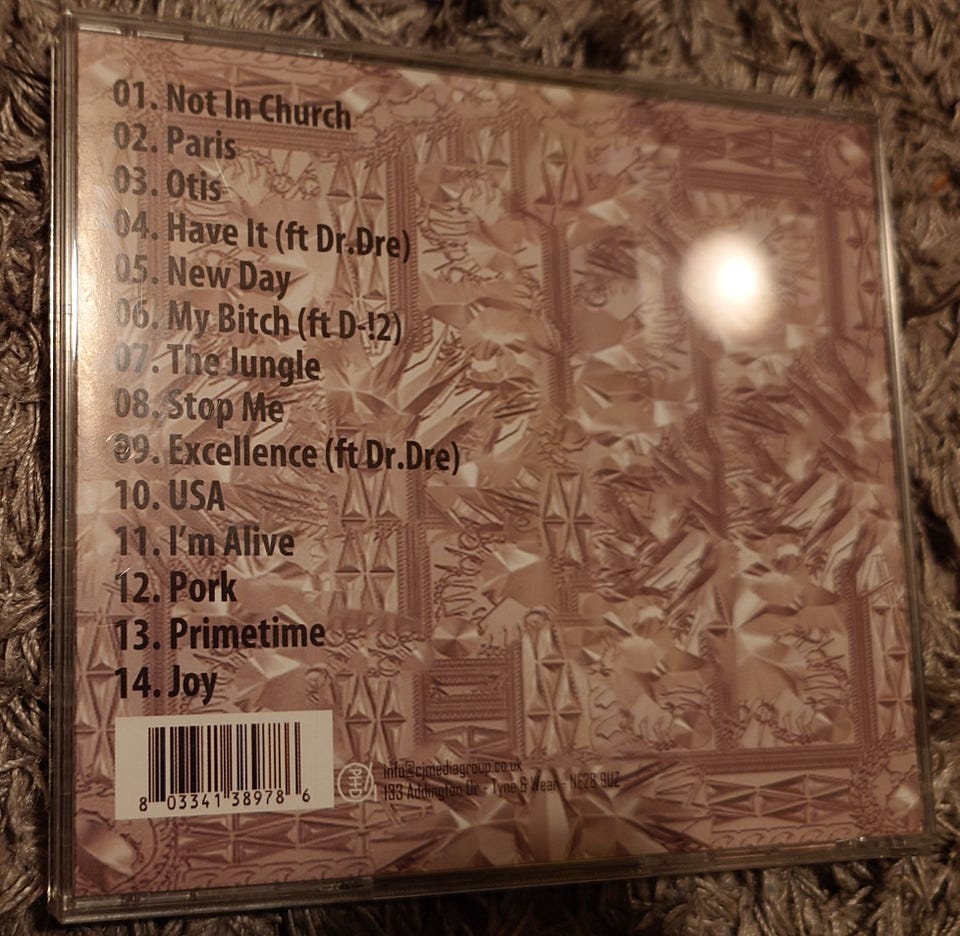 01. Not In Church
02. Paris
03. Otis
04. Have It (ft Dr.Dre)
05. New Day
06. My Bitch (ft D-!2)
07. The Jungle
08. Stop Me
09. Excellence (ft Dr.Dre)
10. USA
11. I'm Alive
12. Pork
13. Primetime
14. Joy
8 03341 38978 6
info@cjmediagroup.co.uk
183 Addington Dr - Tyne & Wear - NE28 9UZ